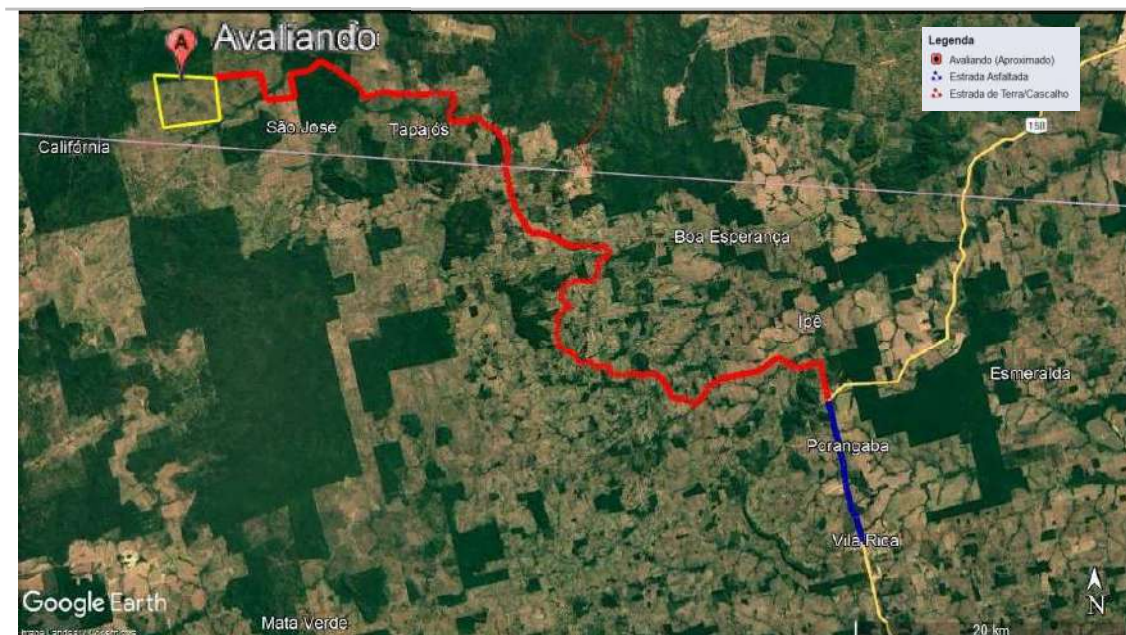 A
Avaliando
Legenda
Avaliando (Aproximado)
Estrada Asfaltada
Estrada de Terra/Cascalho
158
São José
Tapajós
Califórnia
Boa Esperança
Ipê
Esmeralda
Porangaba
Vila Rica
Google Earth
Mata Verde
N
20 km